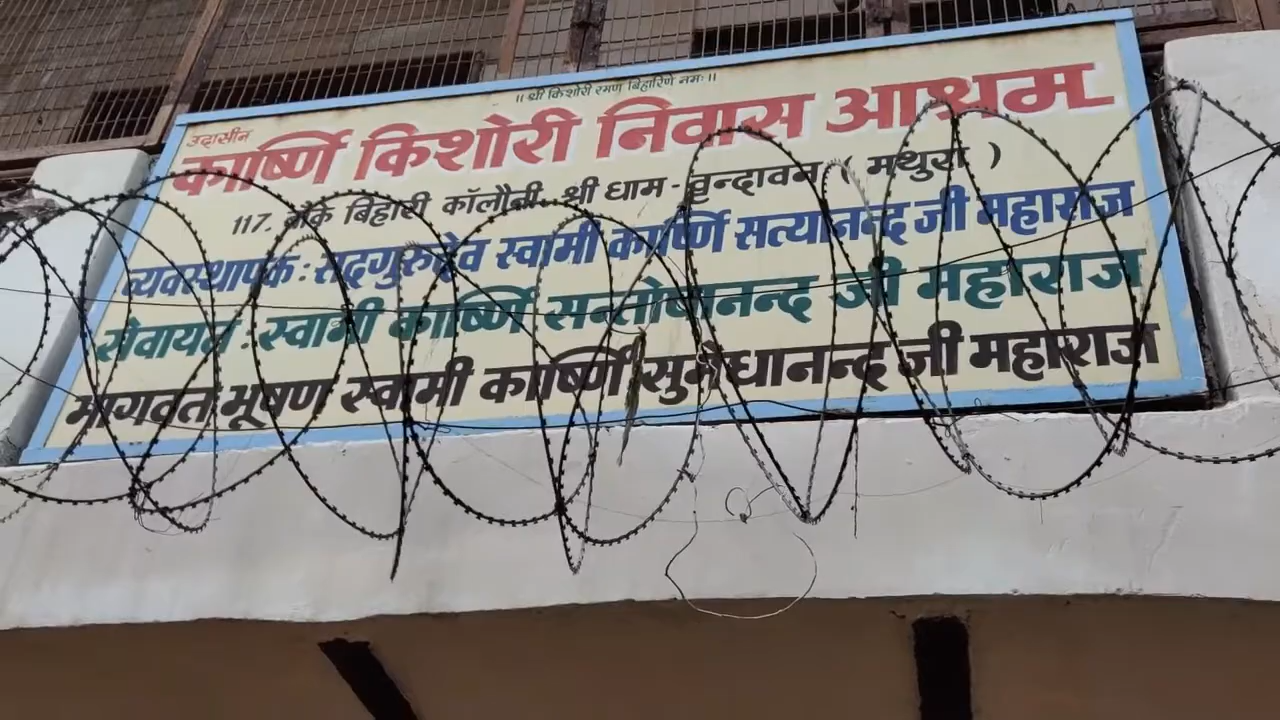 ॥ श्री किशोरी रमण बिहारिणे नमः ॥
उदासीन
कार्ष्णि किशोरी निवास आश्रम
117, बाँके बिहारी कॉलौनी, श्री धाम - वृन्दावन ( मथुरा )
व्यवस्थापक : सद्गुरुदेव स्वामी कार्ष्णि सत्यानन्द जी महाराज
सेवायत : स्वामी कार्ष्णि सन्तोषानन्द जी महाराज
भागवत भूषण स्वामी कार्ष्णि सुमेधानन्द जी महाराज